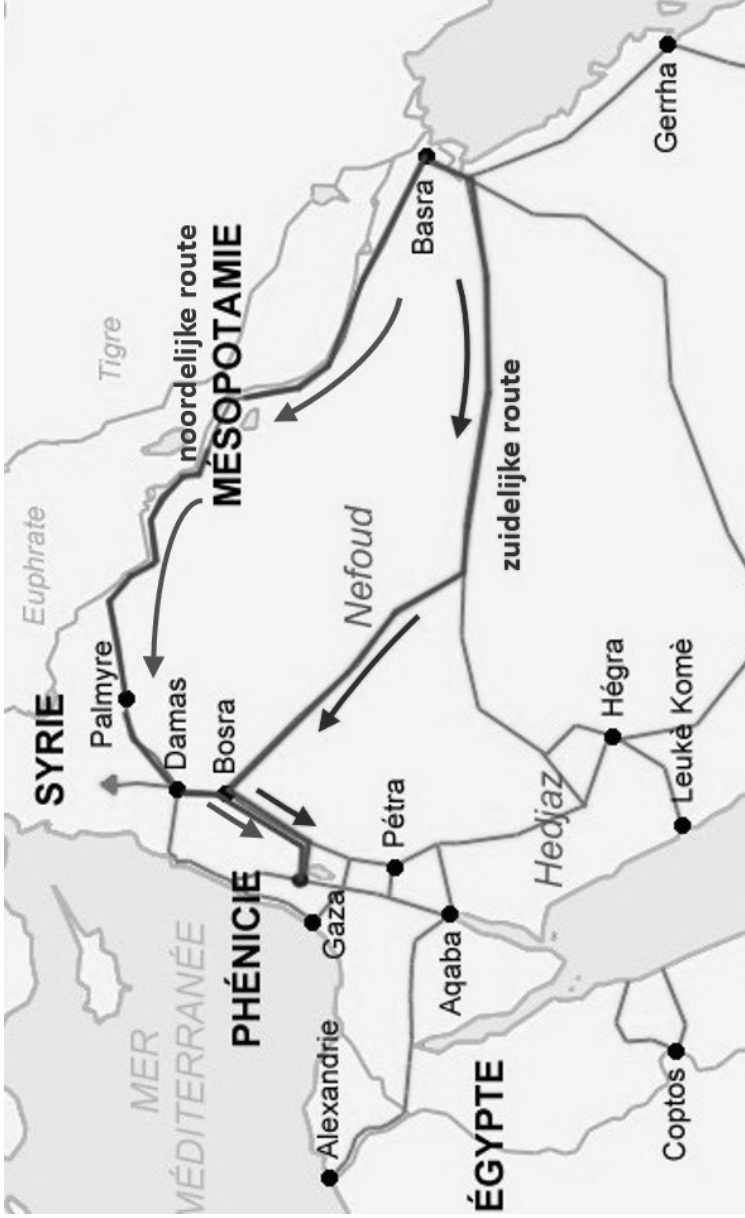 SYRIE
Euphrate
Tigre
Palmyre
noordelijke route
MÉSOPOTAMIE
Damas
Bosra
MER
MÉDITERRANÉE
PHÉNICIE
Nefoud
Basra
Gaza
Alexandrie
Pétra
zuidelijke route
Aqaba
ÉGYPTE
Hedjaz
Hégra
Gerrha
Leukè Komè
Coptos